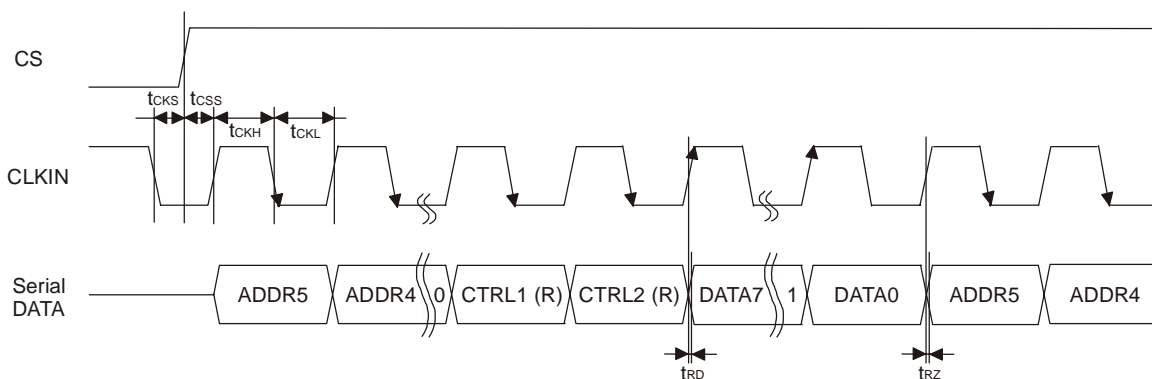 CS
tCKS tCSS
tCKH tCKL
CLKIN
Serial
DATA
ADDR5 ADDR4 0 CTRL1 (R) CTRL2 (R) DATA7 1 DATA0 ADDR5 ADDR4
tRD tRZ